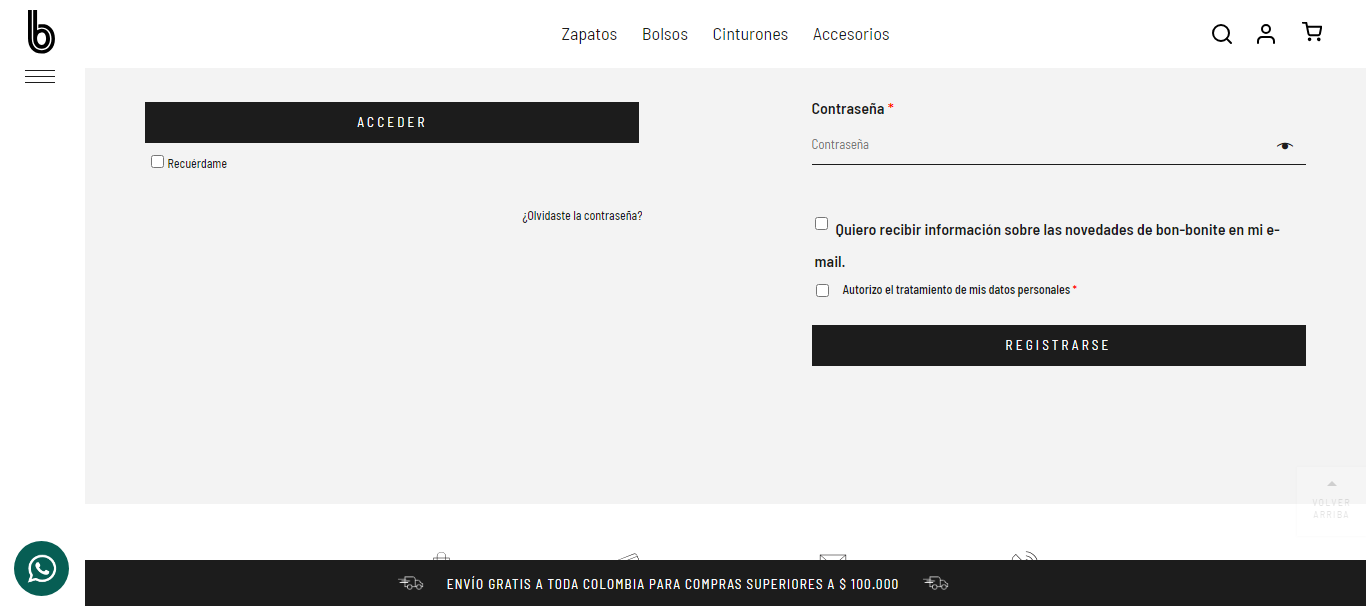 b
Zapatos Bolsos Cinturones Accesorios
ACCEDER
Recuérdame
¿Olvidaste la contraseña?
Contraseña *
Contraseña
Quiero recibir información sobre las novedades de bon-bonite en mi e-
mail.
Autorizo el tratamiento de mis datos personales *
REGISTRARSE
VOLVER
ARRIBA
ENVÍO GRATIS A TODA COLOMBIA PARA COMPRAS SUPERIORES A $ 100.000